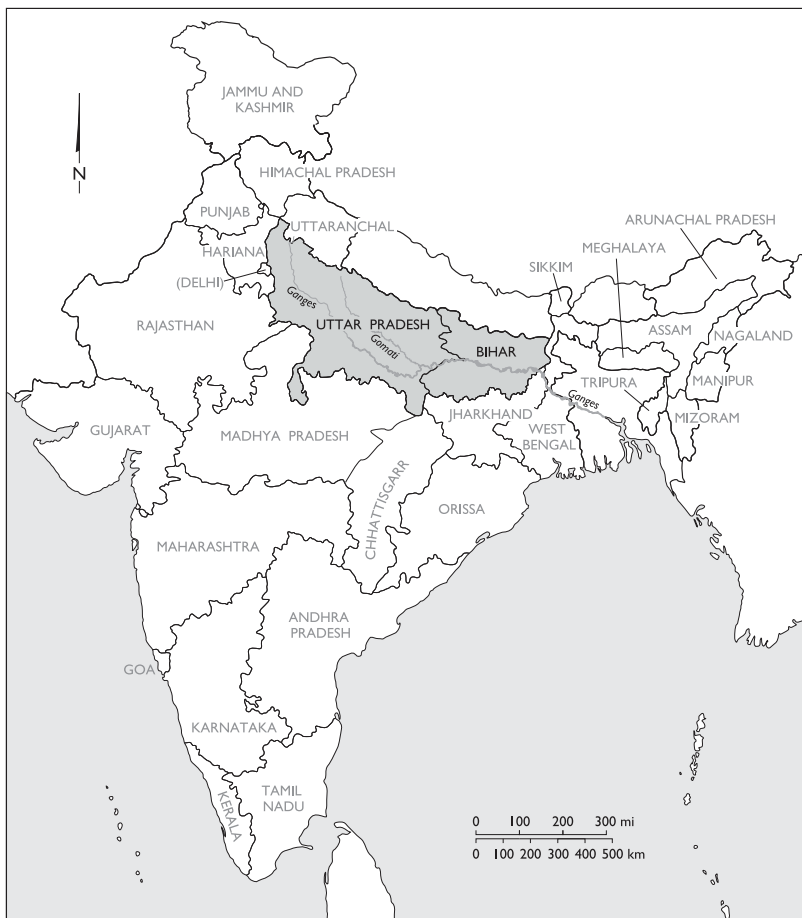 JAMMU AND
KASHMIR
N
HIMACHAL PRADESH
PUNJAB
UTTARANCHAL
ARUNACHAL PRADESH
HARIANA
MEGHALAYA
SIKKIM
(DELHI)
Ganges
RAJASTHAN
UTTAR PRADESH
ASSAM
NAGALAND
Gomati
BIHAR
TRIPURA
MANIPUR
Ganges
MIZORAM
GUJARAT
MADHYA PRADESH
JHARKHAND
WEST
BENGAL
CHHATTISGARR
ORISSA
MAHARASHTRA
ANDHRA
PRADESH
GOA
KARNATAKA
KERALA
TAMIL
NADU
0 100 200 300 mi
0 100 200 300 400 500 km